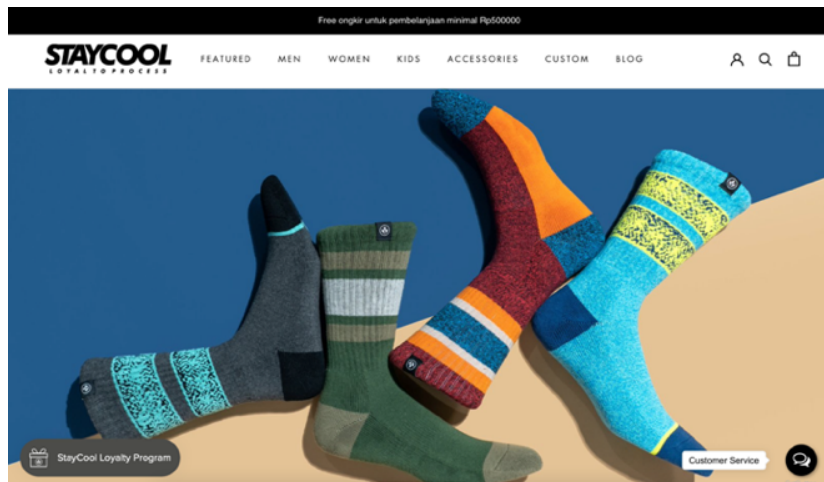 Free ongkir untuk pembelanjaan minimal Rp500000
STAYCOOL
LOYAL TO PROCESS
FEATURED MEN WOMEN KIDS ACCESSORIES CUSTOM BLOG
StayCool Loyalty Program
Customer Service